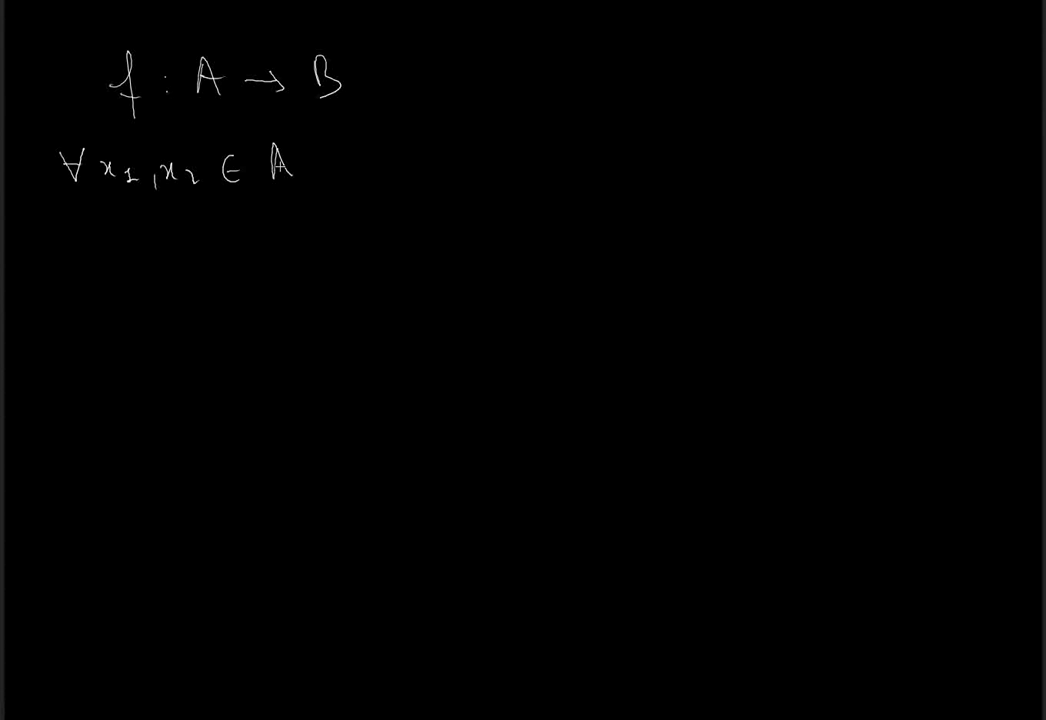 f : A → B
∀ x₁, x₂ ∈ A